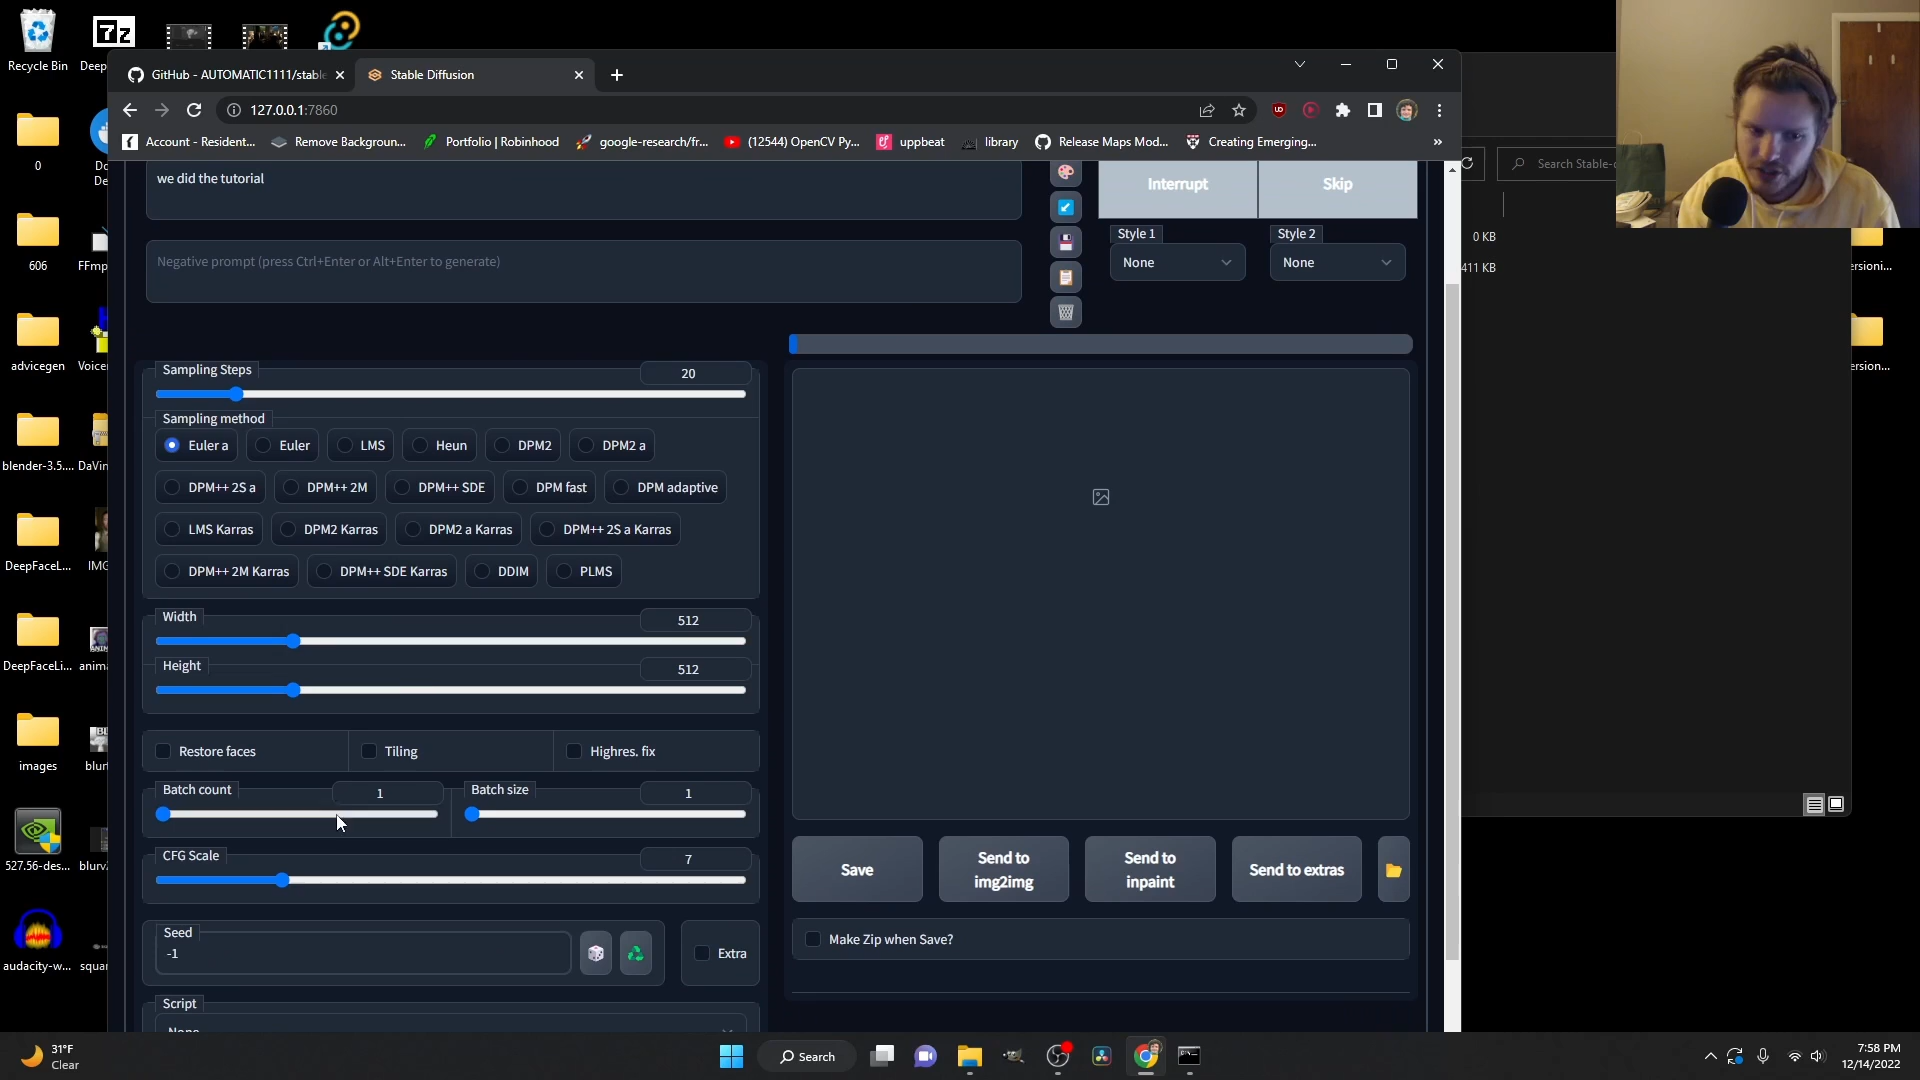 Recycle Bin
Deep
7z
GitHub - AUTOMATIC1111/stable
Stable Diffusion
127.0.0.1:7860
Account - Resident...
Remove Backgroun...
Portfolio | Robinhood
google-research/fr...
(12544) OpenCV Py...
uppbeat
library
Release Maps Mod...
Creating Emerging...
»
Search Stable-d
0 KB
411 KB
ersioni...
ersion...
0
606
FFmp
advicegen
Voice
blender-3.5....
DaVin
DeepFaceL...
IMG
DeepFaceLi...
anim
images
blur
527.56-des...
blurv
audacity-w...
squar
we did the tutorial
Negative prompt (press Ctrl+Enter or Alt+Enter to generate)
Interrupt
Skip
Style 1
None
Style 2
None
Sampling Steps
20
Sampling method
Euler a
Euler
LMS
Heun
DPM2
DPM2 a
DPM++ 2S a
DPM++ 2M
DPM++ SDE
DPM fast
DPM adaptive
LMS Karras
DPM2 Karras
DPM2 a Karras
DPM++ 2S a Karras
DPM++ 2M Karras
DPM++ SDE Karras
DDIM
PLMS
Width
512
Height
512
Restore faces
Tiling
Highres. fix
Batch count
1
Batch size
1
CFG Scale
7
Seed
-1
Extra
Script
None
Save
Send to
img2img
Send to
inpaint
Send to extras
Make Zip when Save?
31°F
Clear
Search
7:58 PM
12/14/2022